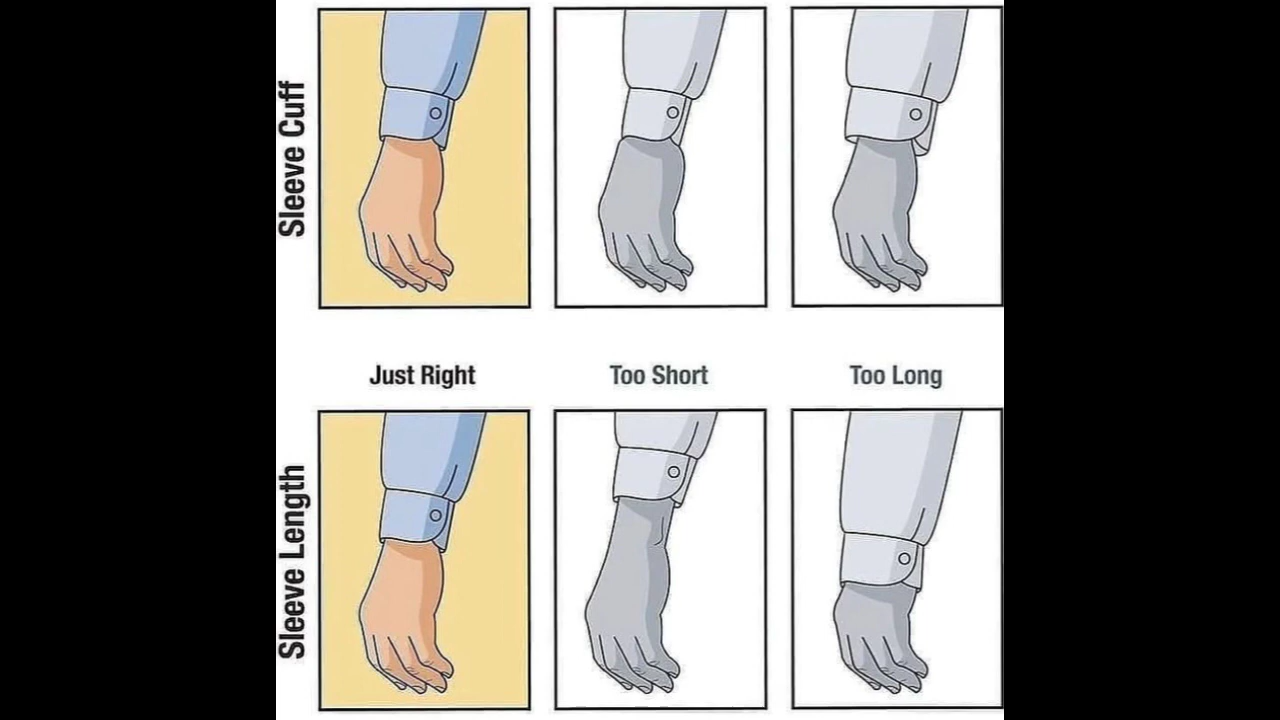 Sleeve Cuff
Just Right
Too Short
Too Long
Sleeve Length